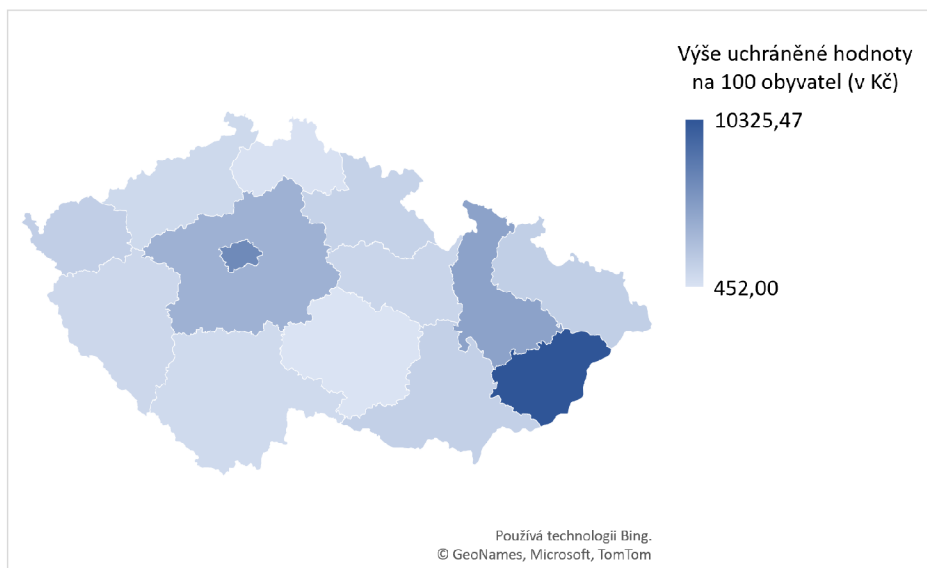 Výše uchráněné hodnoty
na 100 obyvatel (v Kč)
10325,47
452,00
Používá technologii Bing.
© GeoNames, Microsoft, TomTom